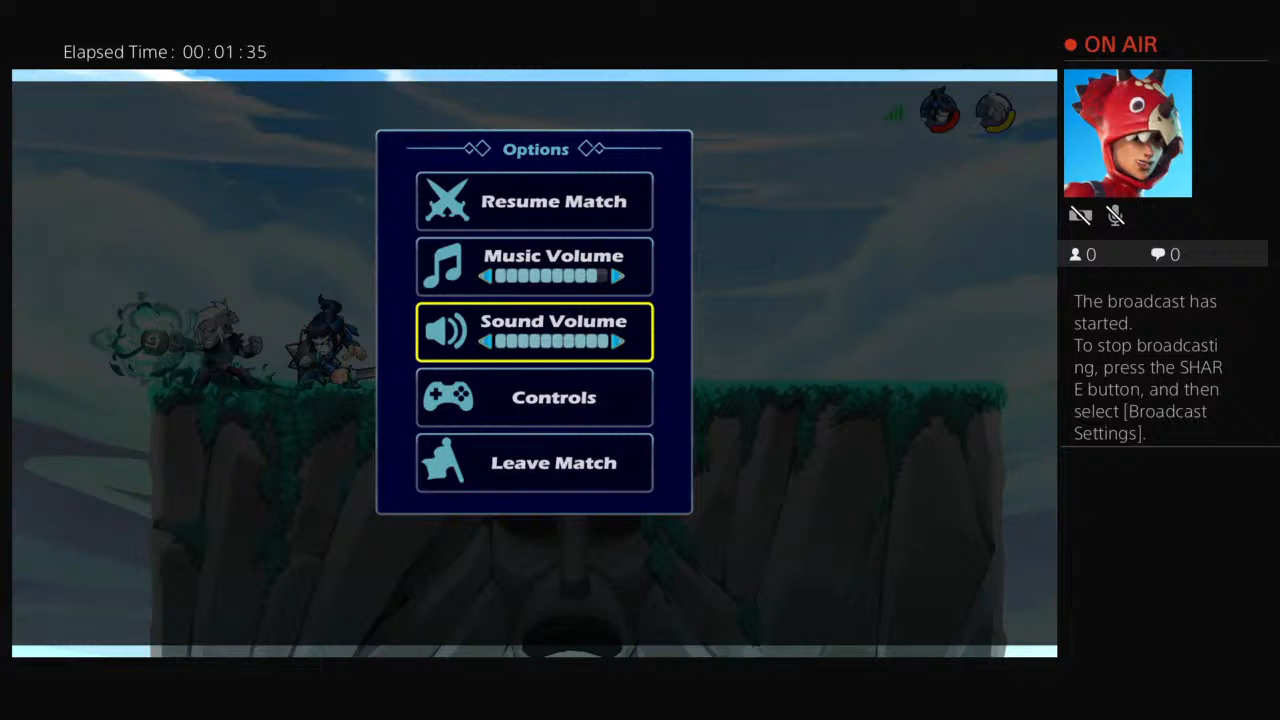 Elapsed Time: 00:01:35
ON AIR
Options
Resume Match
Music Volume
Sound Volume
Controls
Leave Match
0
0
The broadcast has
started.
To stop broadcasti
ng, press the SHAR
E button, and then
select [Broadcast
Settings].